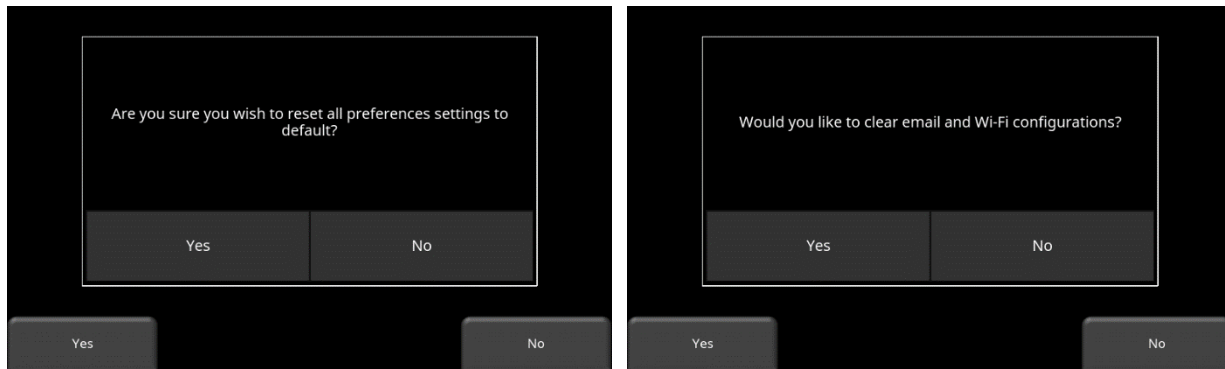 Are you sure you wish to reset all preferences settings to
default?
Yes
No
Yes
No
Would you like to clear email and Wi-Fi configurations?
Yes
No
Yes
No